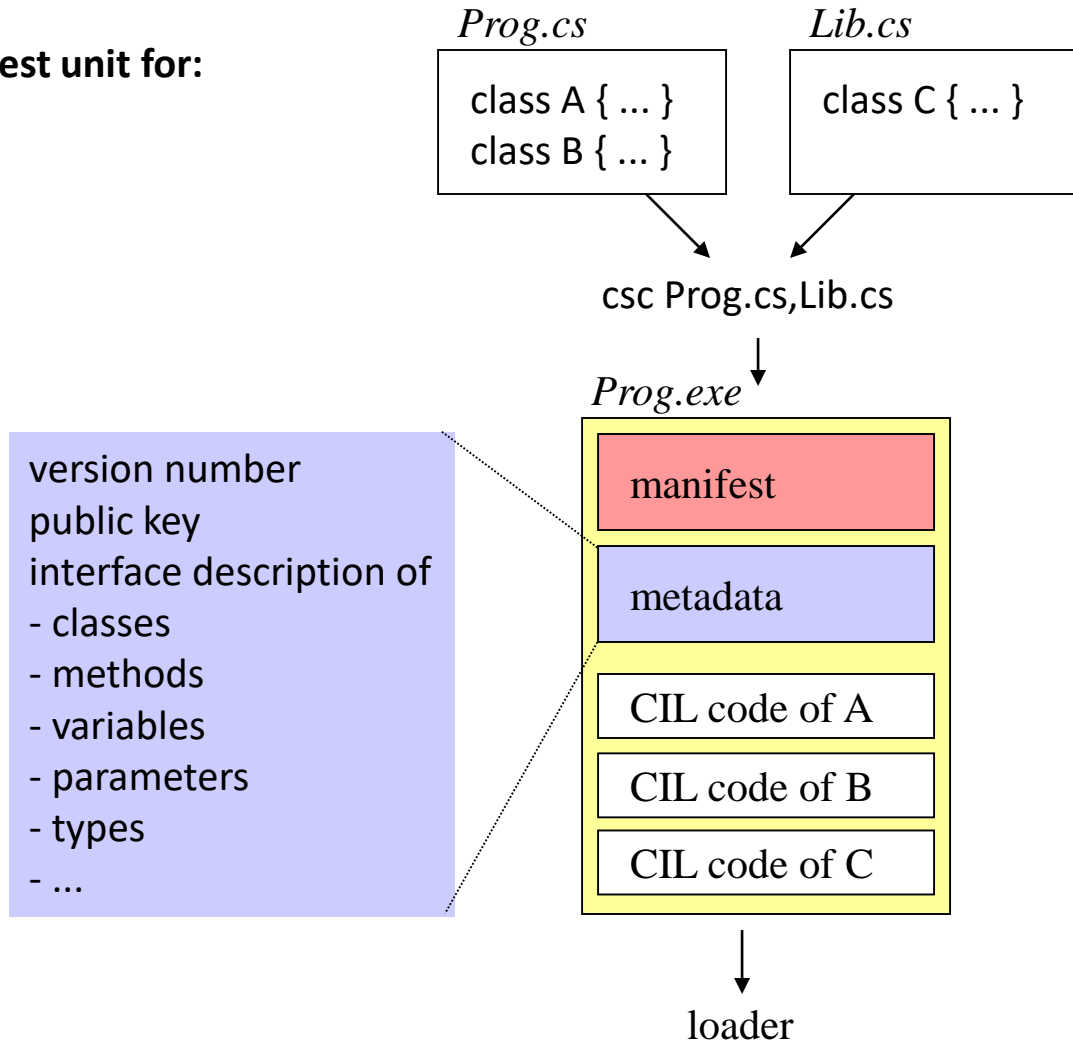 est unit for:
Prog.cs
class A { ... }
class B { ... }
Lib.cs
class C { ... }
csc Prog.cs,Lib.cs
Prog.exe
manifest
metadata
CIL code of A
CIL code of B
CIL code of C
version number
public key
interface description of
- classes
- methods
- variables
- parameters
- types
- ...
loader